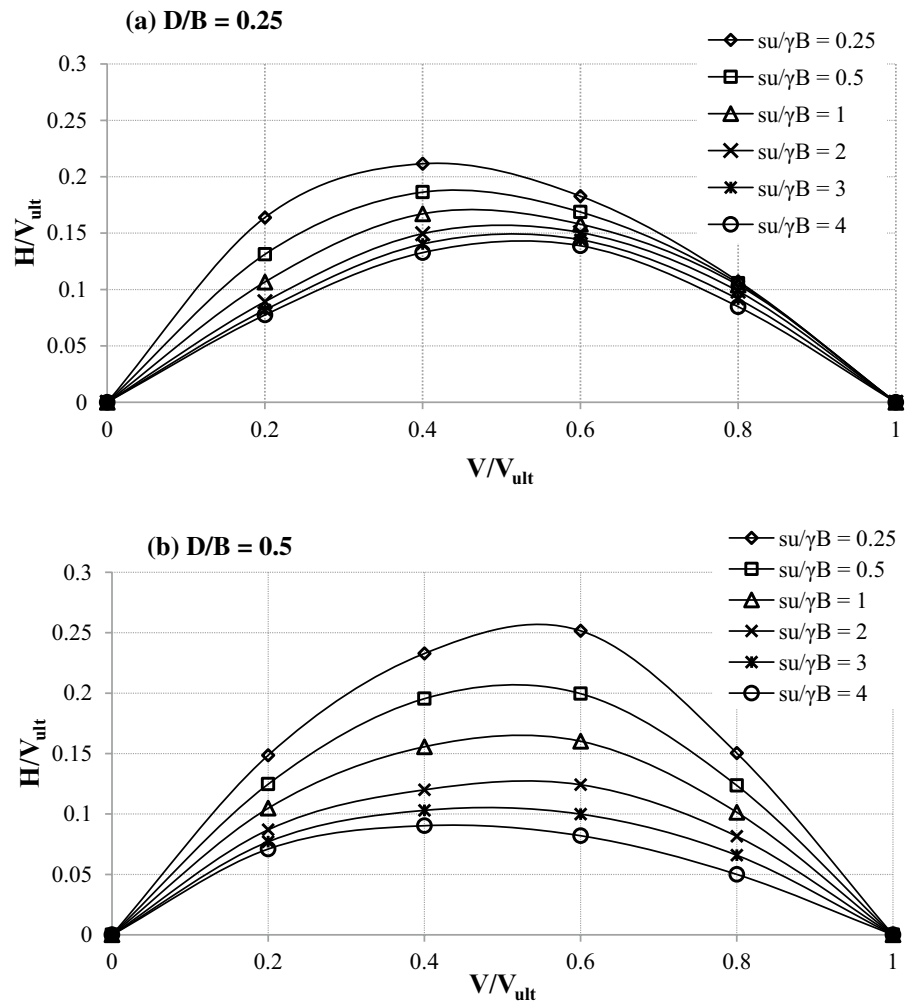 (a) D/B = 0.25
su/γB = 0.25
su/γB = 0.5
su/γB = 1
su/γB = 2
su/γB = 3
su/γB = 4
0.3
0.25
0.2
0.15
0.1
0.05
0
H/Vult
0 0.2 0.4 0.6 0.8 1
V/Vult
(b) D/B = 0.5
su/γB = 0.25
su/γB = 0.5
su/γB = 1
su/γB = 2
su/γB = 3
su/γB = 4
0.3
0.25
0.2
0.15
0.1
0.05
0
H/Vult
0 0.2 0.4 0.6 0.8 1
V/Vult